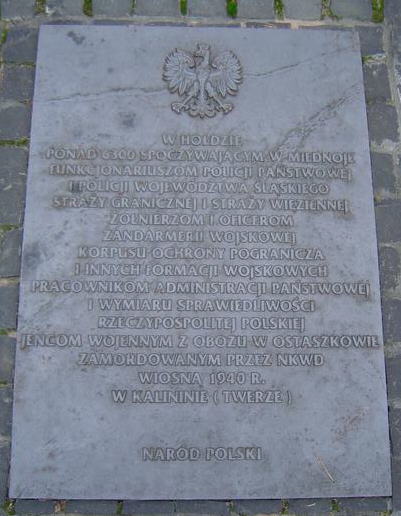 W HOŁDZIE
PONAD 6300 SPOCZYWAJĄCYM W MIEDNOJE
FUNKCJONARIUSZOM POLICJI PAŃSTWOWEJ
I POLICJI WOJEWÓDZTWA ŚLĄSKIEGO
STRAŻY GRANICZNEJ I STRAŻY WIĘZIENNEJ
ŻOŁNIERZOM I OFICEROM
ŻANDARMERII WOJSKOWEJ
KORPUSU OCHRONY POGRANICZA
I INNYCH FORMACJI WOJSKOWYCH
PRACOWNIKOM ADMINISTRACJI PAŃSTWOWEJ
I WYMIARU SPRAWIEDLIWOŚCI
RZECZYPOSPOLITEJ POLSKIEJ
JEŃCOM WOJENNYM Z OBOZU W OSTASZKOWIE
ZAMORDOWANYM PRZEZ NKWD
WIOSNĄ 1940 R.
W KALININIE ( TWERZE )
NARÓD POLSKI